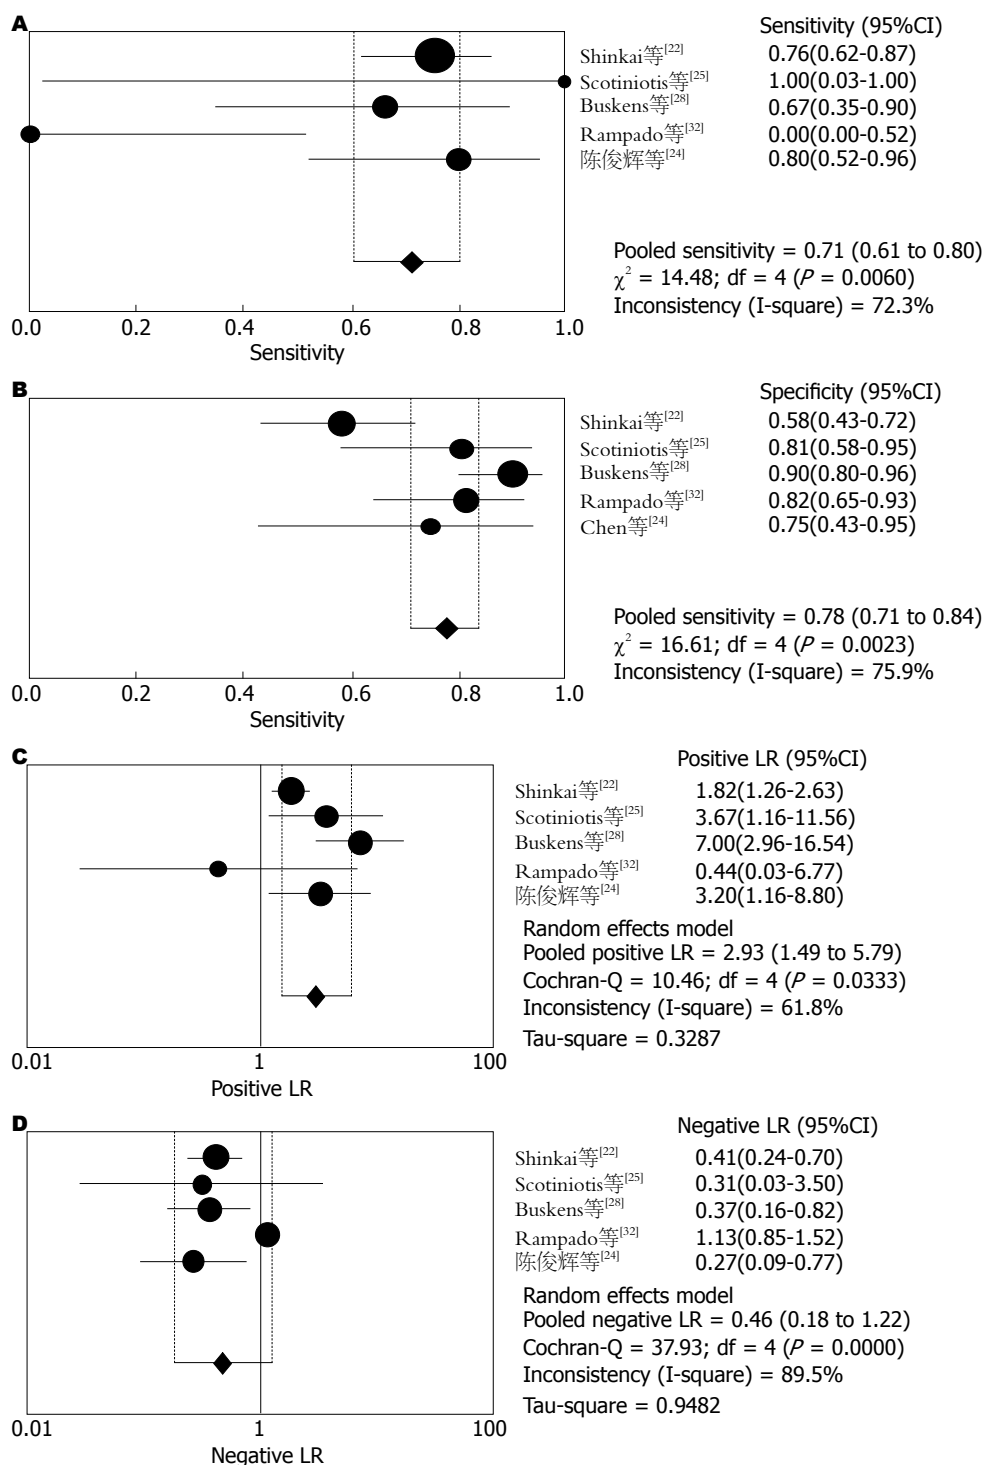 A
Sensitivity (95%CI)
Shinkai等[22] 0.76(0.62-0.87)
Scotiniotis等[25] 1.00(0.03-1.00)
Buskens等[28] 0.67(0.35-0.90)
Rampado等[32] 0.00(0.00-0.52)
陈俊辉等[24] 0.80(0.52-0.96)
Pooled sensitivity = 0.71 (0.61 to 0.80)
χ² = 14.48; df = 4 (P = 0.0060)
Inconsistency (I-square) = 72.3%
0.0 0.2 0.4 0.6 0.8 1.0
Sensitivity
B
Specificity (95%CI)
Shinkai等[22] 0.58(0.43-0.72)
Scotiniotis等[25] 0.81(0.58-0.95)
Buskens等[28] 0.90(0.80-0.96)
Rampado等[32] 0.82(0.65-0.93)
Chen等[24] 0.75(0.43-0.95)
Pooled sensitivity = 0.78 (0.71 to 0.84)
χ² = 16.61; df = 4 (P = 0.0023)
Inconsistency (I-square) = 75.9%
0.0 0.2 0.4 0.6 0.8 1.0
Sensitivity
C
Positive LR (95%CI)
Shinkai等[22] 1.82(1.26-2.63)
Scotiniotis等[25] 3.67(1.16-11.56)
Buskens等[28] 7.00(2.96-16.54)
Rampado等[32] 0.44(0.03-6.77)
陈俊辉等[24] 3.20(1.16-8.80)
Random effects model
Pooled positive LR = 2.93 (1.49 to 5.79)
Cochran-Q = 10.46; df = 4 (P = 0.0333)
Inconsistency (I-square) = 61.8%
Tau-square = 0.3287
0.01 1 100
Positive LR
D
Negative LR (95%CI)
Shinkai等[22] 0.41(0.24-0.70)
Scotiniotis等[25] 0.31(0.03-3.50)
Buskens等[28] 0.37(0.16-0.82)
Rampado等[32] 1.13(0.85-1.52)
陈俊辉等[24] 0.27(0.09-0.77)
Random effects model
Pooled negative LR = 0.46 (0.18 to 1.22)
Cochran-Q = 37.93; df = 4 (P = 0.0000)
Inconsistency (I-square) = 89.5%
Tau-square = 0.9482
0.01 1 100
Negative LR